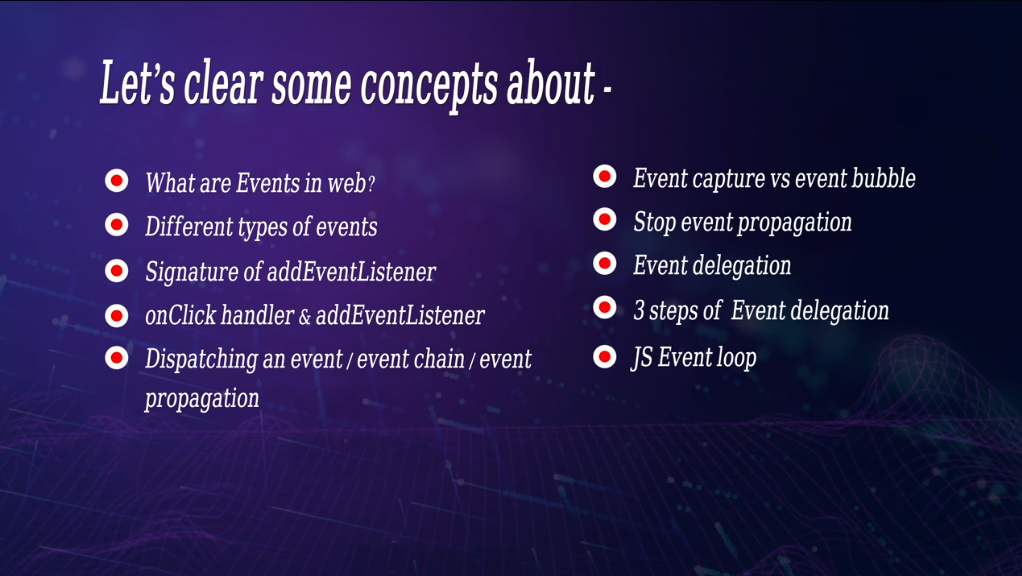 Let's clear some concepts about -
What are Events in web?
Different types of events
Signature of addEventListener
onClick handler & addEventListener
Dispatching an event / event chain / event
propagation
Event capture vs event bubble
Stop event propagation
Event delegation
3 steps of  Event delegation
JS Event loop